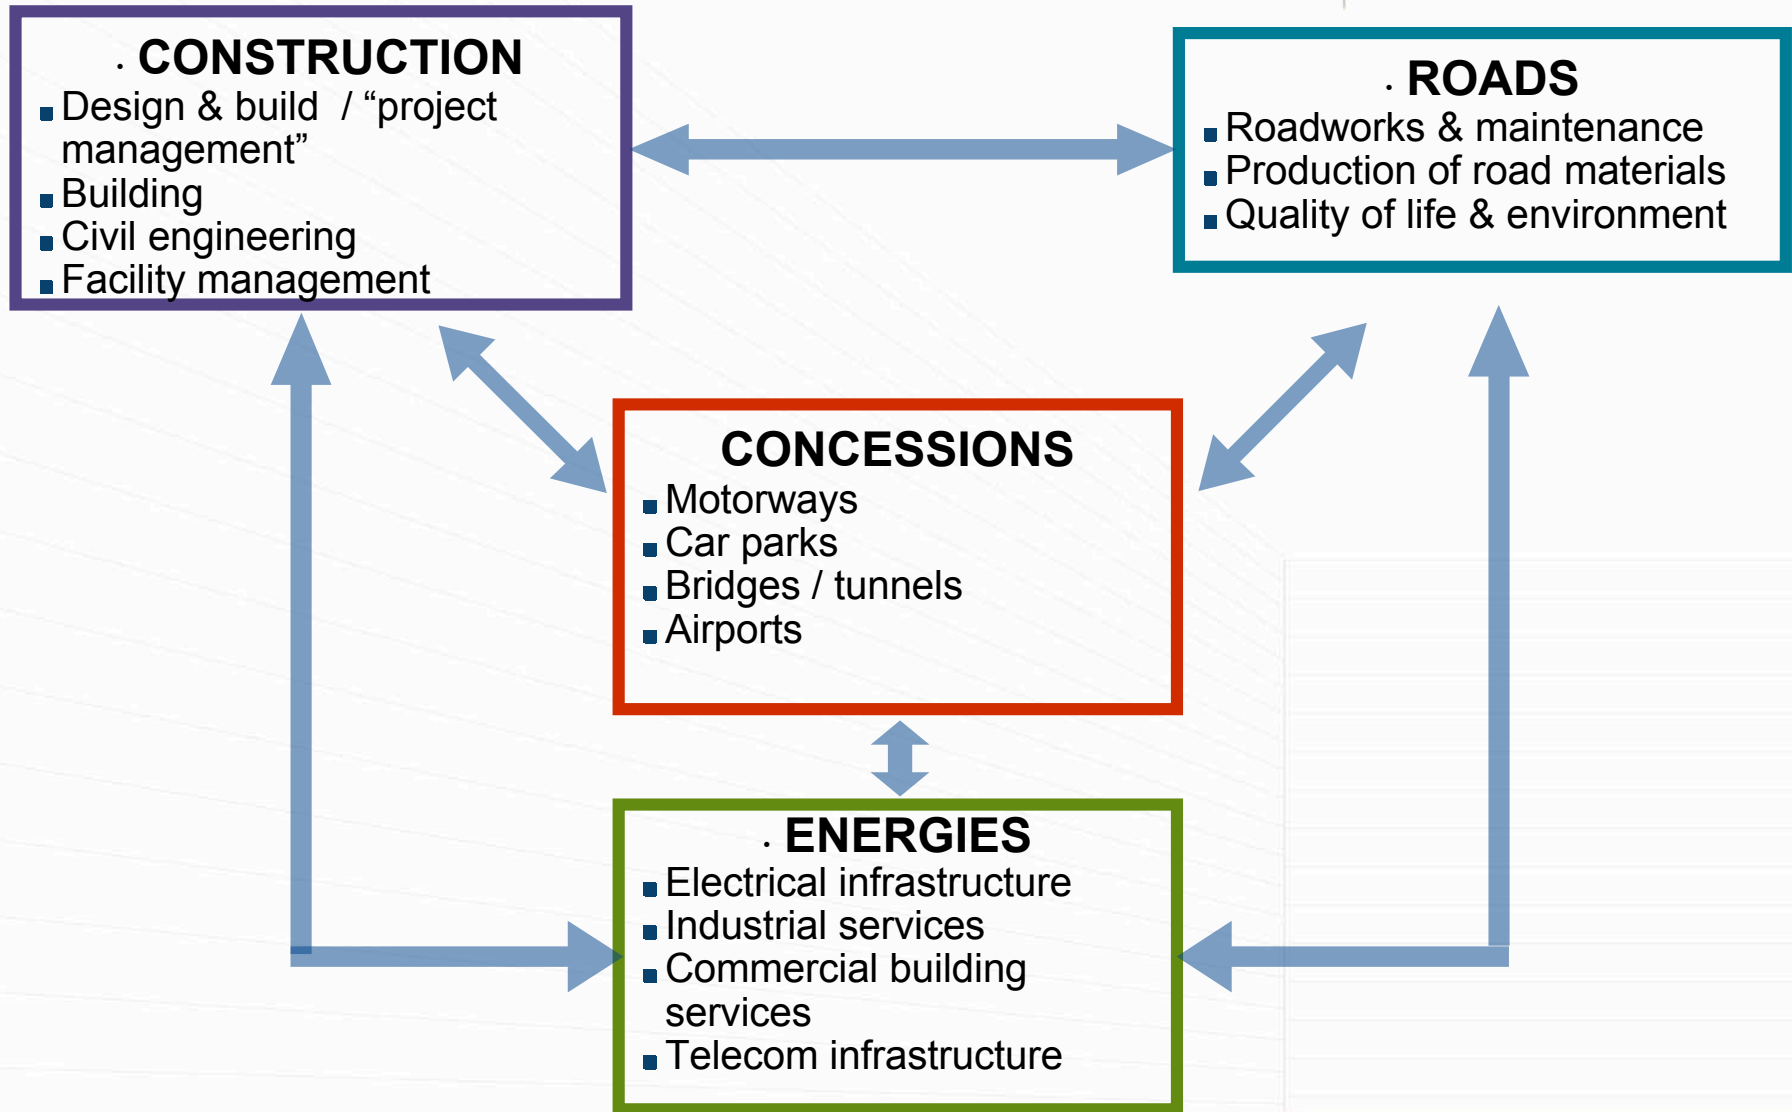 CONSTRUCTION
Design & build / “project
management”
Building
Civil engineering
Facility management
ROADS
Roadworks & maintenance
Production of road materials
Quality of life & environment
CONCESSIONS
Motorways
Car parks
Bridges / tunnels
Airports
ENERGIES
Electrical infrastructure
Industrial services
Commercial building
services
Telecom infrastructure